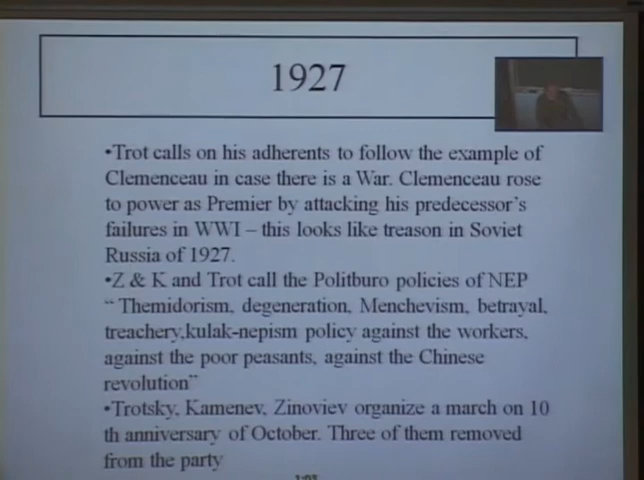 1927
•Trot calls on his adherents to follow the example of
Clemenceau in case there is a War. Clemenceau rose
to power as Premier by attacking his predecessor's
failures in WWI – this looks like treason in Soviet
Russia of 1927.
•Z & K and Trot call the Politburo policies of NEP
“ Themidorism, degeneration, Menchevism, betrayal,
treachery,kulak-nepism policy against the workers,
against the poor peasants, against the Chinese
revolution”
•Trotsky, Kamenev, Zinoviev organize a march on 10
th anniversary of October. Three of them removed
from the party